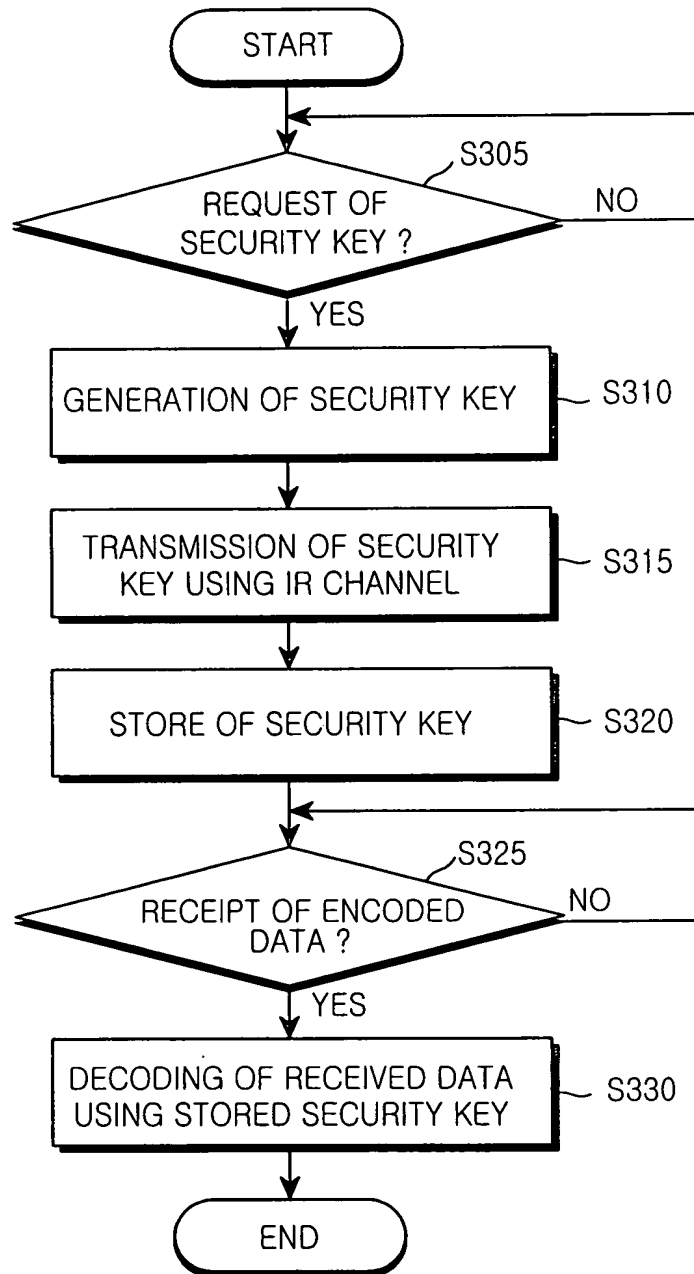 START
S305
REQUEST OF
SECURITY KEY ?
NO
YES
GENERATION OF SECURITY KEY
S310
TRANSMISSION OF SECURITY
KEY USING IR CHANNEL
S315
STORE OF SECURITY KEY
S320
S325
RECEIPT OF ENCODED
DATA ?
NO
YES
DECODING OF RECEIVED DATA
USING STORED SECURITY KEY
S330
END